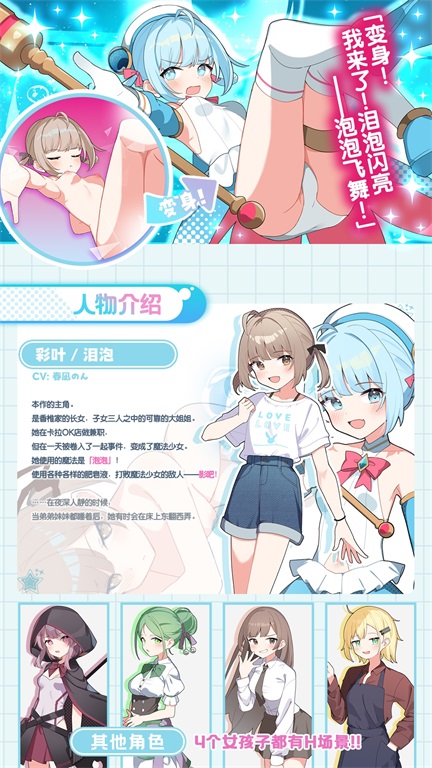 「变身！
我来了！泪泡闪亮
——泡泡飞舞！」
变身！
人物介绍
彩叶 / 泪泡
CV: 春凪のん
本作的主角。
是香椎家的长女，子女三人之中的可靠的大姐姐。
她在卡拉OK店做兼职，
但在一天被卷入了一起事件，变成了魔法少女。
她使用的魔法是「泡泡」！
使用各种各样的肥皂液，打败魔法少女的敌人——影吧！
……在夜深人静的时候，
当弟弟妹妹都睡着后，她有时会在床上东翻西弄。
LOVE
LOVE
其他角色
4个女孩子都有H场景!!